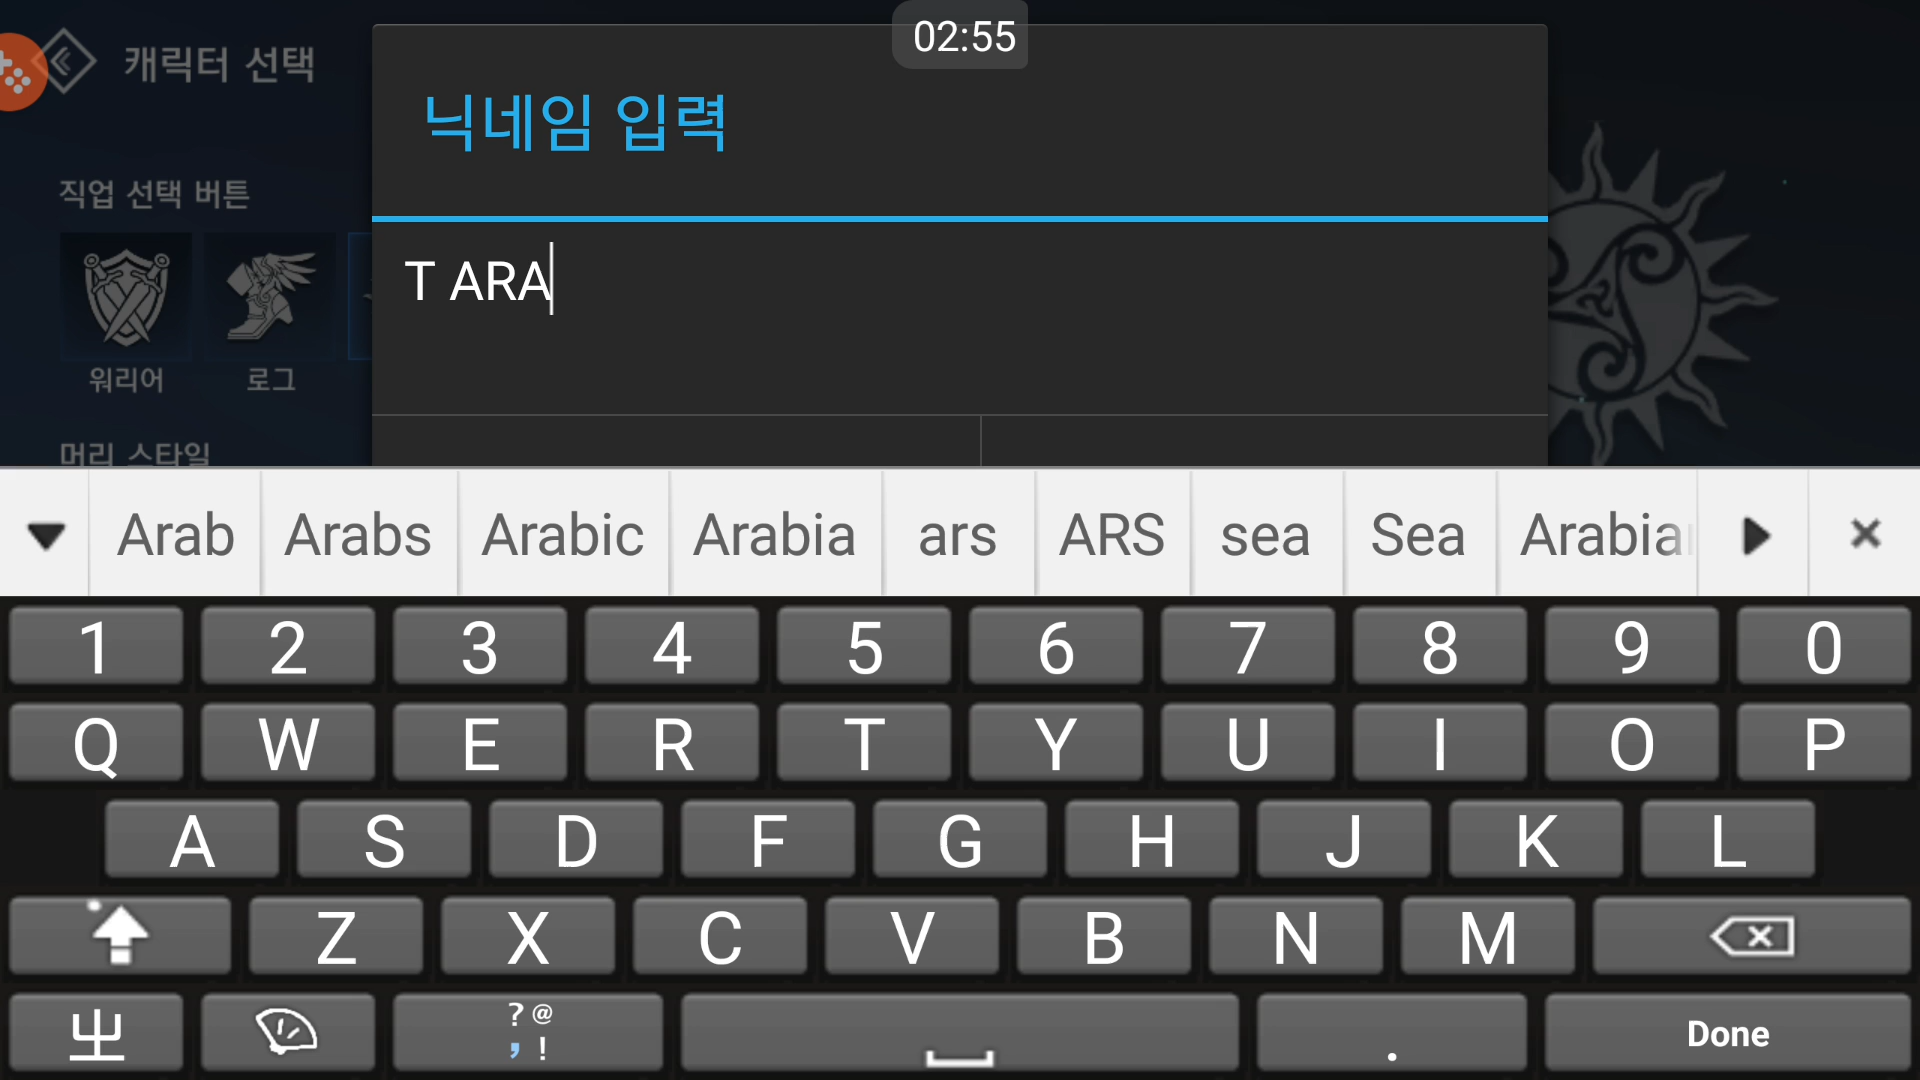 02:55
캐릭터 선택
닉네임 입력
직업 선택 버튼
T ARA
워리어 로그
머리 스타일
Arab Arabs Arabic Arabia ars ARS sea Sea
1 2 3 4 5 6 7 8 9 0
Q W E R T Y U I O P
A S D F G H J K L
Z X C V B N M
ㄓ ? @ , ! . Done